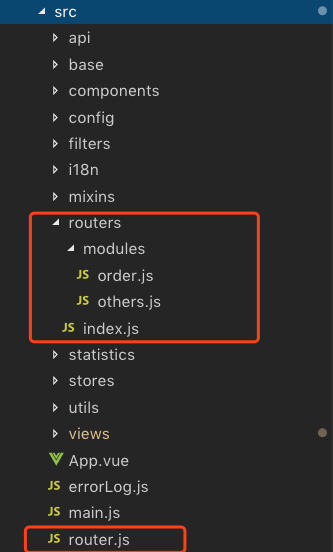 src
api
base
components
config
filters
i18n
mixins
routers
modules
JS order.js
JS others.js
JS index.js
statistics
stores
utils
views
App.vue
JS errorLog.js
JS main.js
JS router.js